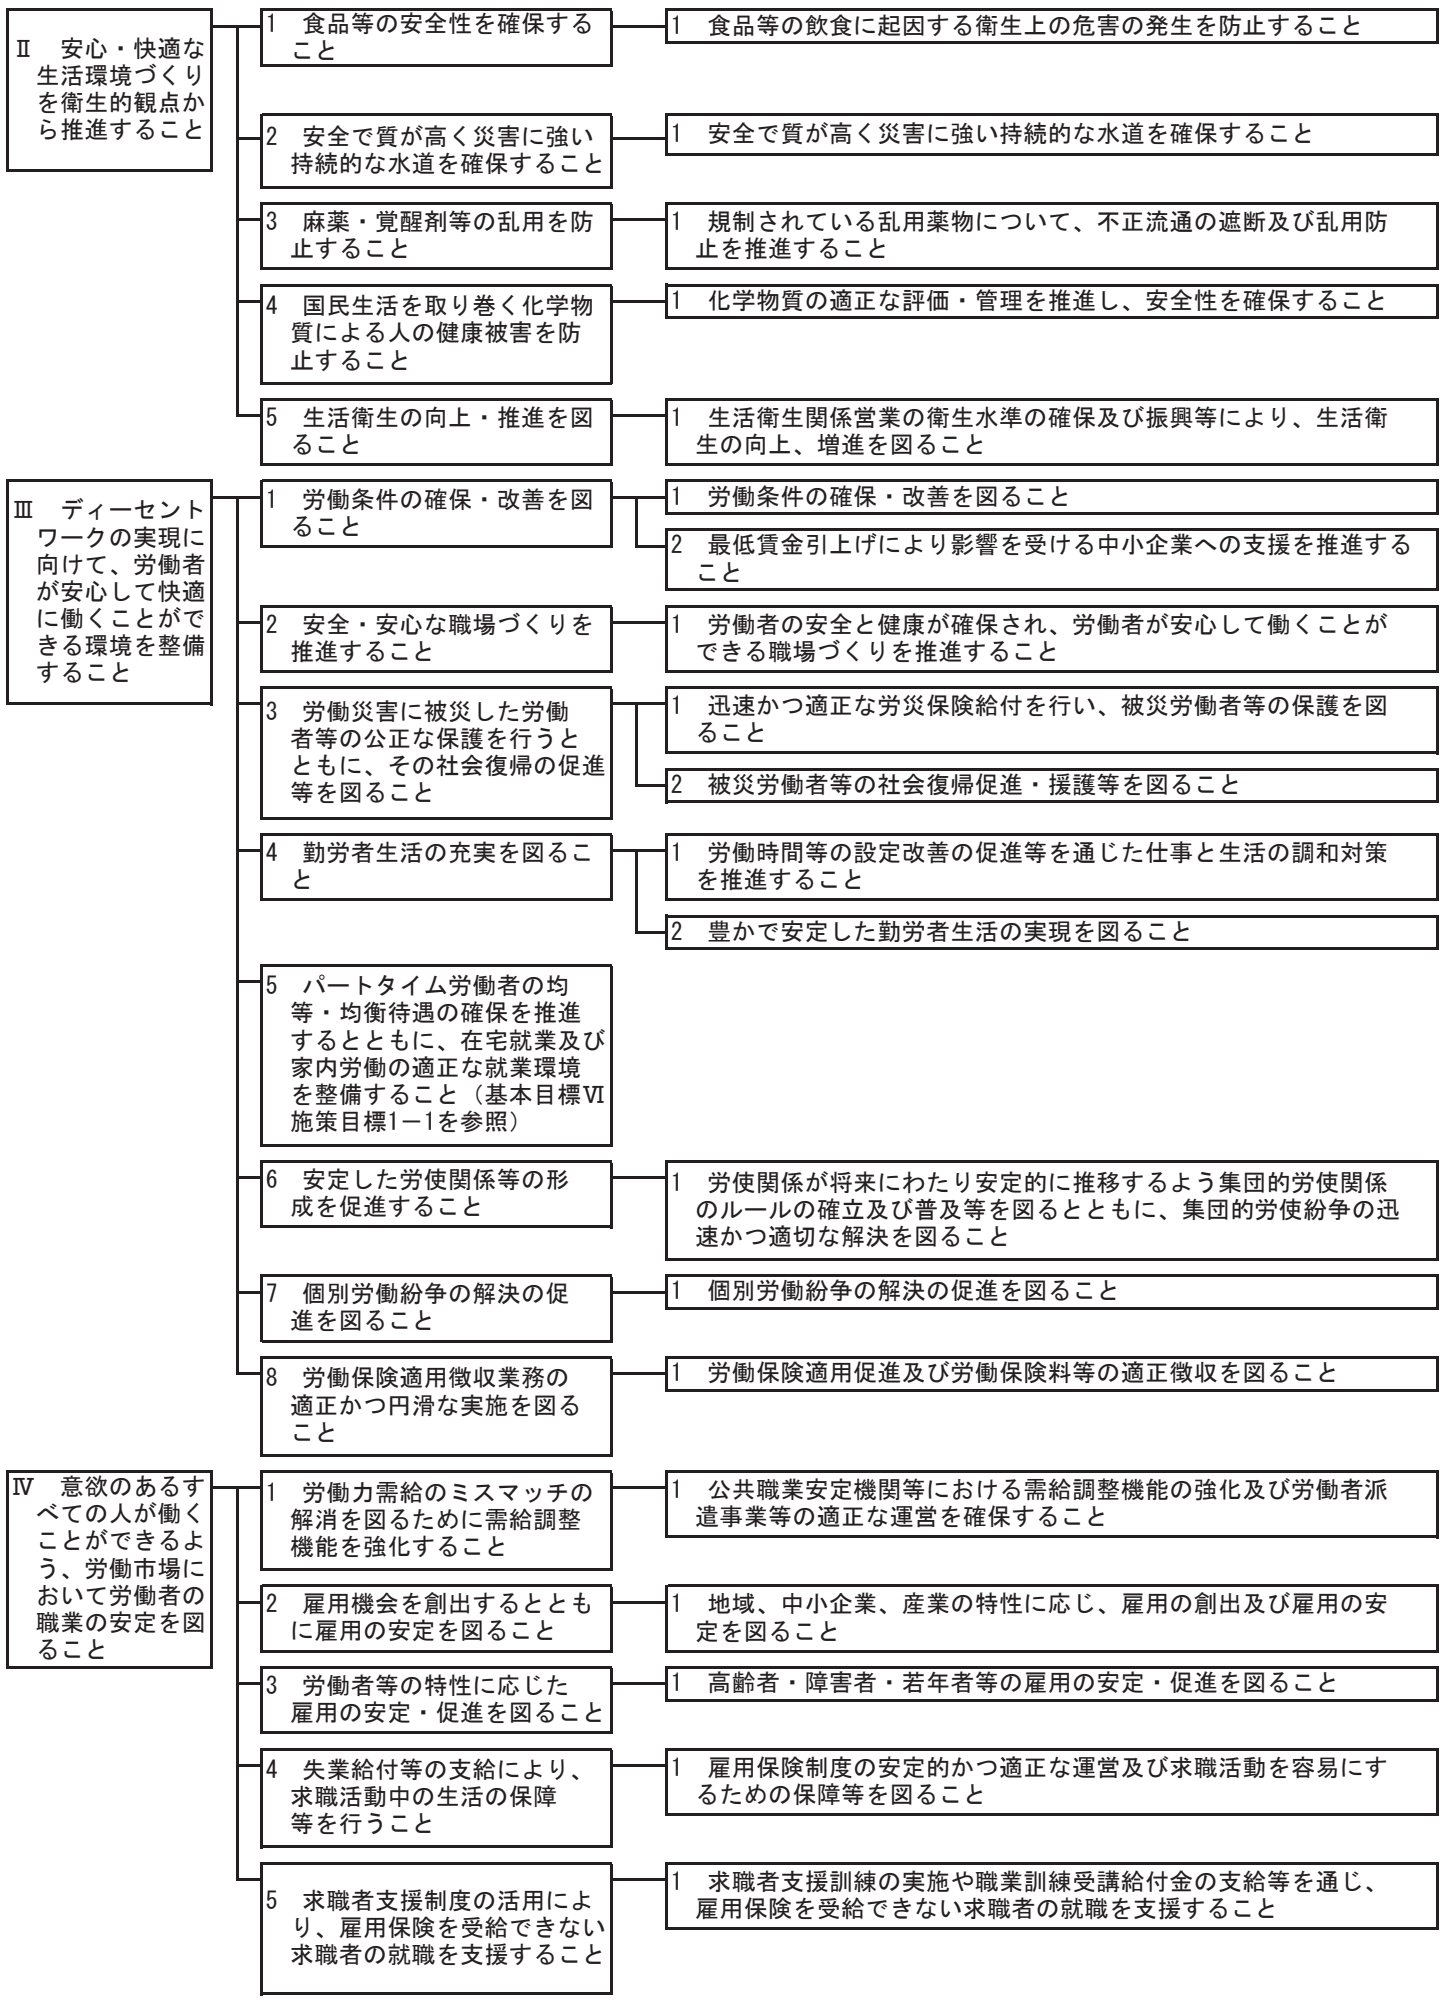 Ⅱ　安心・快適な
生活環境づくり
を衛生的観点か
ら推進すること
1　食品等の安全性を確保する
こと
1　食品等の飲食に起因する衛生上の危害の発生を防止すること
2　安全で質が高く災害に強い
持続的な水道を確保すること
1　安全で質が高く災害に強い持続的な水道を確保すること
3　麻薬・覚醒剤等の乱用を防
止すること
1　規制されている乱用薬物について、不正流通の遮断及び乱用防
止を推進すること
4　国民生活を取り巻く化学物
質による人の健康被害を防
止すること
1　化学物質の適正な評価・管理を推進し、安全性を確保すること
5　生活衛生の向上・推進を図
ること
1　生活衛生関係営業の衛生水準の確保及び振興等により、生活衛
生の向上、増進を図ること
Ⅲ　ディーセント
ワークの実現に
向けて、労働者
が安心して快適
に働くことがで
きる環境を整備
すること
1　労働条件の確保・改善を図
ること
1　労働条件の確保・改善を図ること
2　最低賃金引上げにより影響を受ける中小企業への支援を推進する
こと
2　安全・安心な職場づくりを
推進すること
1　労働者の安全と健康が確保され、労働者が安心して働くことが
できる職場づくりを推進すること
3　労働災害に被災した労働
者等の公正な保護を行うと
ともに、その社会復帰の促進
等を図ること
1　迅速かつ適正な労災保険給付を行い、被災労働者等の保護を図
ること
2　被災労働者等の社会復帰促進・援護等を図ること
4　勤労者生活の充実を図るこ
と
1　労働時間等の設定改善の促進等を通じた仕事と生活の調和対策
を推進すること
2　豊かで安定した勤労者生活の実現を図ること
5　パートタイム労働者の均
等・均衡待遇の確保を推進
するとともに、在宅就業及び
家内労働の適正な就業環境
を整備すること（基本目標Ⅵ
施策目標1－1を参照）
6　安定した労使関係等の形
成を促進すること
1　労使関係が将来にわたり安定的に推移するよう集団的労使関係
のルールの確立及び普及等を図るとともに、集団的労使紛争の迅
速かつ適切な解決を図ること
7　個別労働紛争の解決の促
進を図ること
1　個別労働紛争の解決の促進を図ること
8　労働保険適用徴収業務の
適正かつ円滑な実施を図る
こと
1　労働保険適用促進及び労働保険料等の適正徴収を図ること
Ⅳ　意欲のあるす
べての人が働く
ことができるよ
う、労働市場に
おいて労働者の
職業の安定を図
ること
1　労働力需給のミスマッチの
解消を図るために需給調整
機能を強化すること
1　公共職業安定機関等における需給調整機能の強化及び労働者派
遣事業等の適正な運営を確保すること
2　雇用機会を創出するととも
に雇用の安定を図ること
1　地域、中小企業、産業の特性に応じ、雇用の創出及び雇用の安
定を図ること
3　労働者等の特性に応じた
雇用の安定・促進を図ること
1　高齢者・障害者・若年者等の雇用の安定・促進を図ること
4　失業給付等の支給により、
求職活動中の生活の保障
等を行うこと
1　雇用保険制度の安定的かつ適正な運営及び求職活動を容易にす
るための保障等を図ること
5　求職者支援制度の活用によ
り、雇用保険を受給できない
求職者の就職を支援すること
1　求職者支援訓練の実施や職業訓練受講給付金の支給等を通じ、
雇用保険を受給できない求職者の就職を支援すること